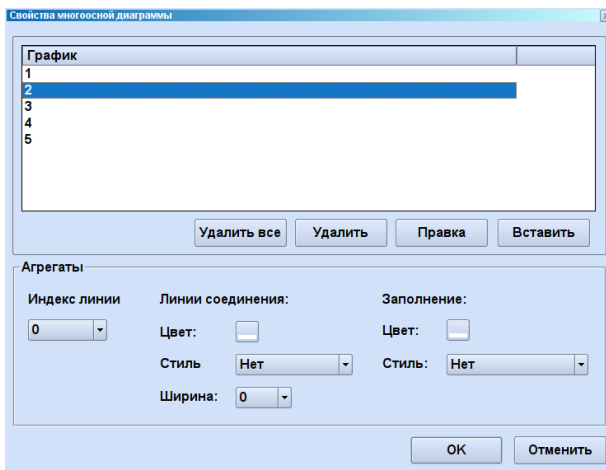 Свойства многоосной диаграммы
График
1
2
3
4
5
Удалить все Удалить Правка Вставить
Агрегаты
Индекс линии Линии соединения: Заполнение:
0 Цвет: Цвет:
Стиль Нет Стиль: Нет
Ширина: 0
OK Отменить